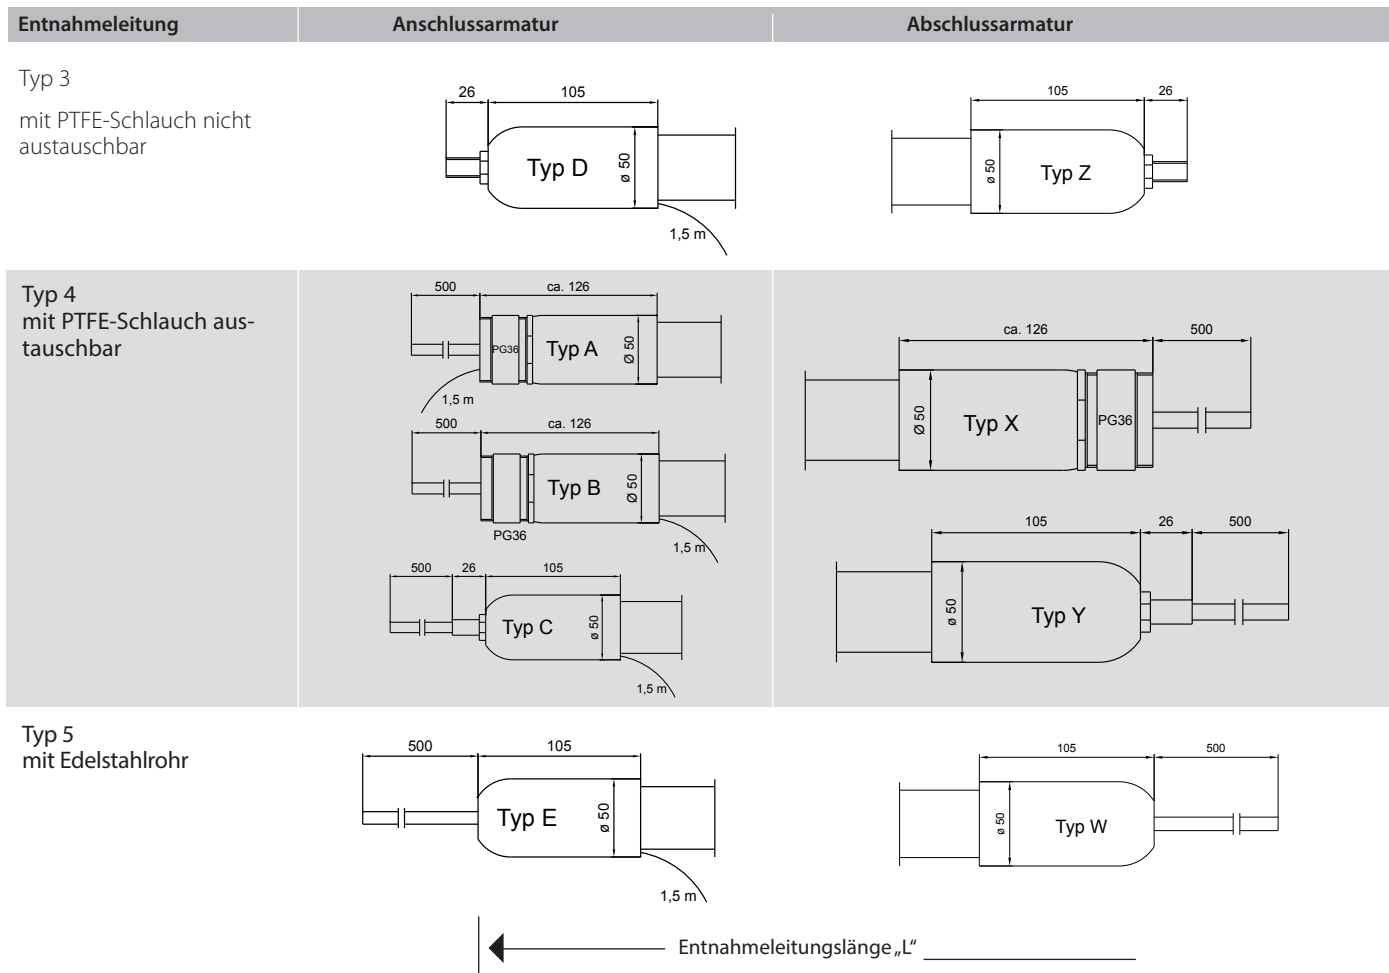 Entnahmeleitung Anschlussarmatur Abschlussarmatur
Typ 3
mit PTFE-Schlauch nicht
austauschbar
26 105
Typ D ø 50
1,5 m
105 26
ø 50 Typ Z
Typ 4
mit PTFE-Schlauch aus-
tauschbar
500 ca. 126
PG36 Typ A Ø 50
1,5 m
500 ca. 126
Typ B Ø 50
PG36
1,5 m
500 26 105
Typ C ø 50
1,5 m
ca. 126 500
Ø 50 Typ X PG36
105 26 500
ø 50 Typ Y
Typ 5
mit Edelstahlrohr
500 105
Typ E ø 50
1,5 m
105 500
ø 50 Typ W
Entnahmeleitungslänge „L“